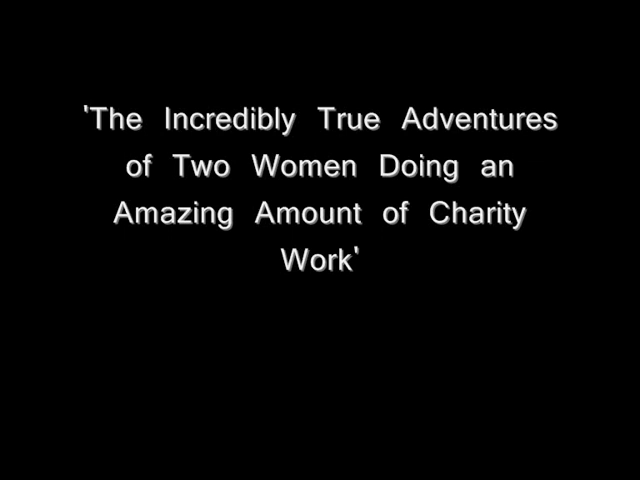 'The Incredibly True Adventures
of Two Women Doing an
Amazing Amount of Charity
Work'